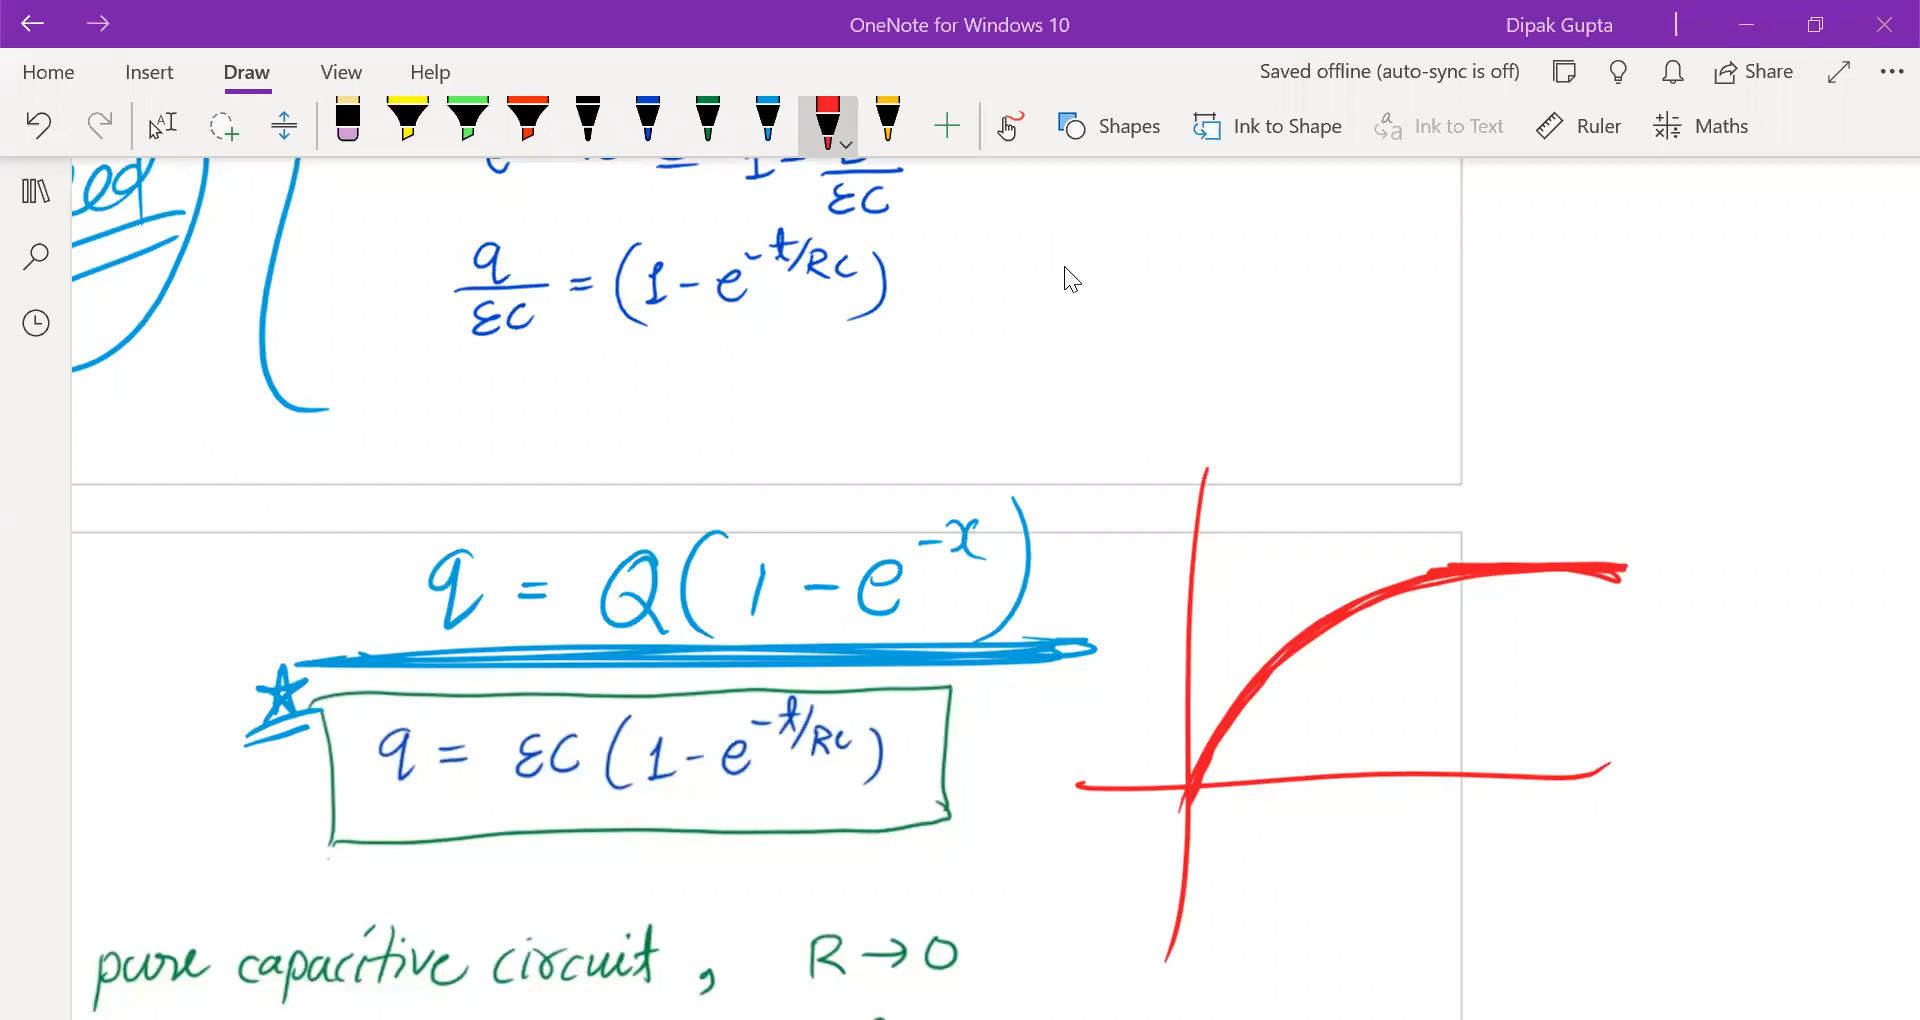 OneNote for Windows 10
Dipak Gupta
Home Insert Draw View Help
Saved offline (auto-sync is off) Share
Shapes Ink to Shape Ink to Text Ruler Maths
εC
q/εC = (1 - e^-t/RC)
q = Q(1 - e^-x)
q = εC(1 - e^-t/RC)
pure capacitive circuit, R → 0